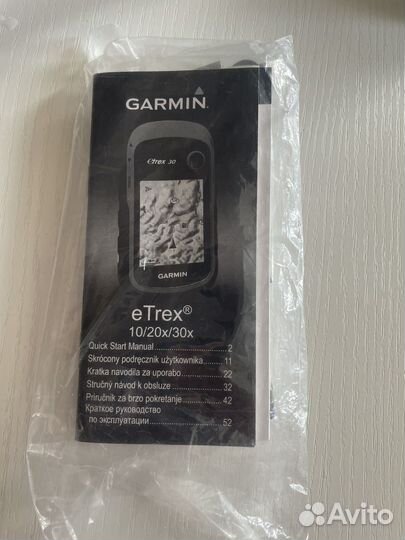 GARMIN
eTrex 30
GARMIN
eTrex®
10/20x/30x
Quick Start Manual 2
Skrócony podręcznik użytkownika 11
Kratka navodila za uporabo 22
Stručný návod k obsluze 32
Priručnik za brzo pokretanje 42
Краткое руководство
по эксплуатации 52
Avito